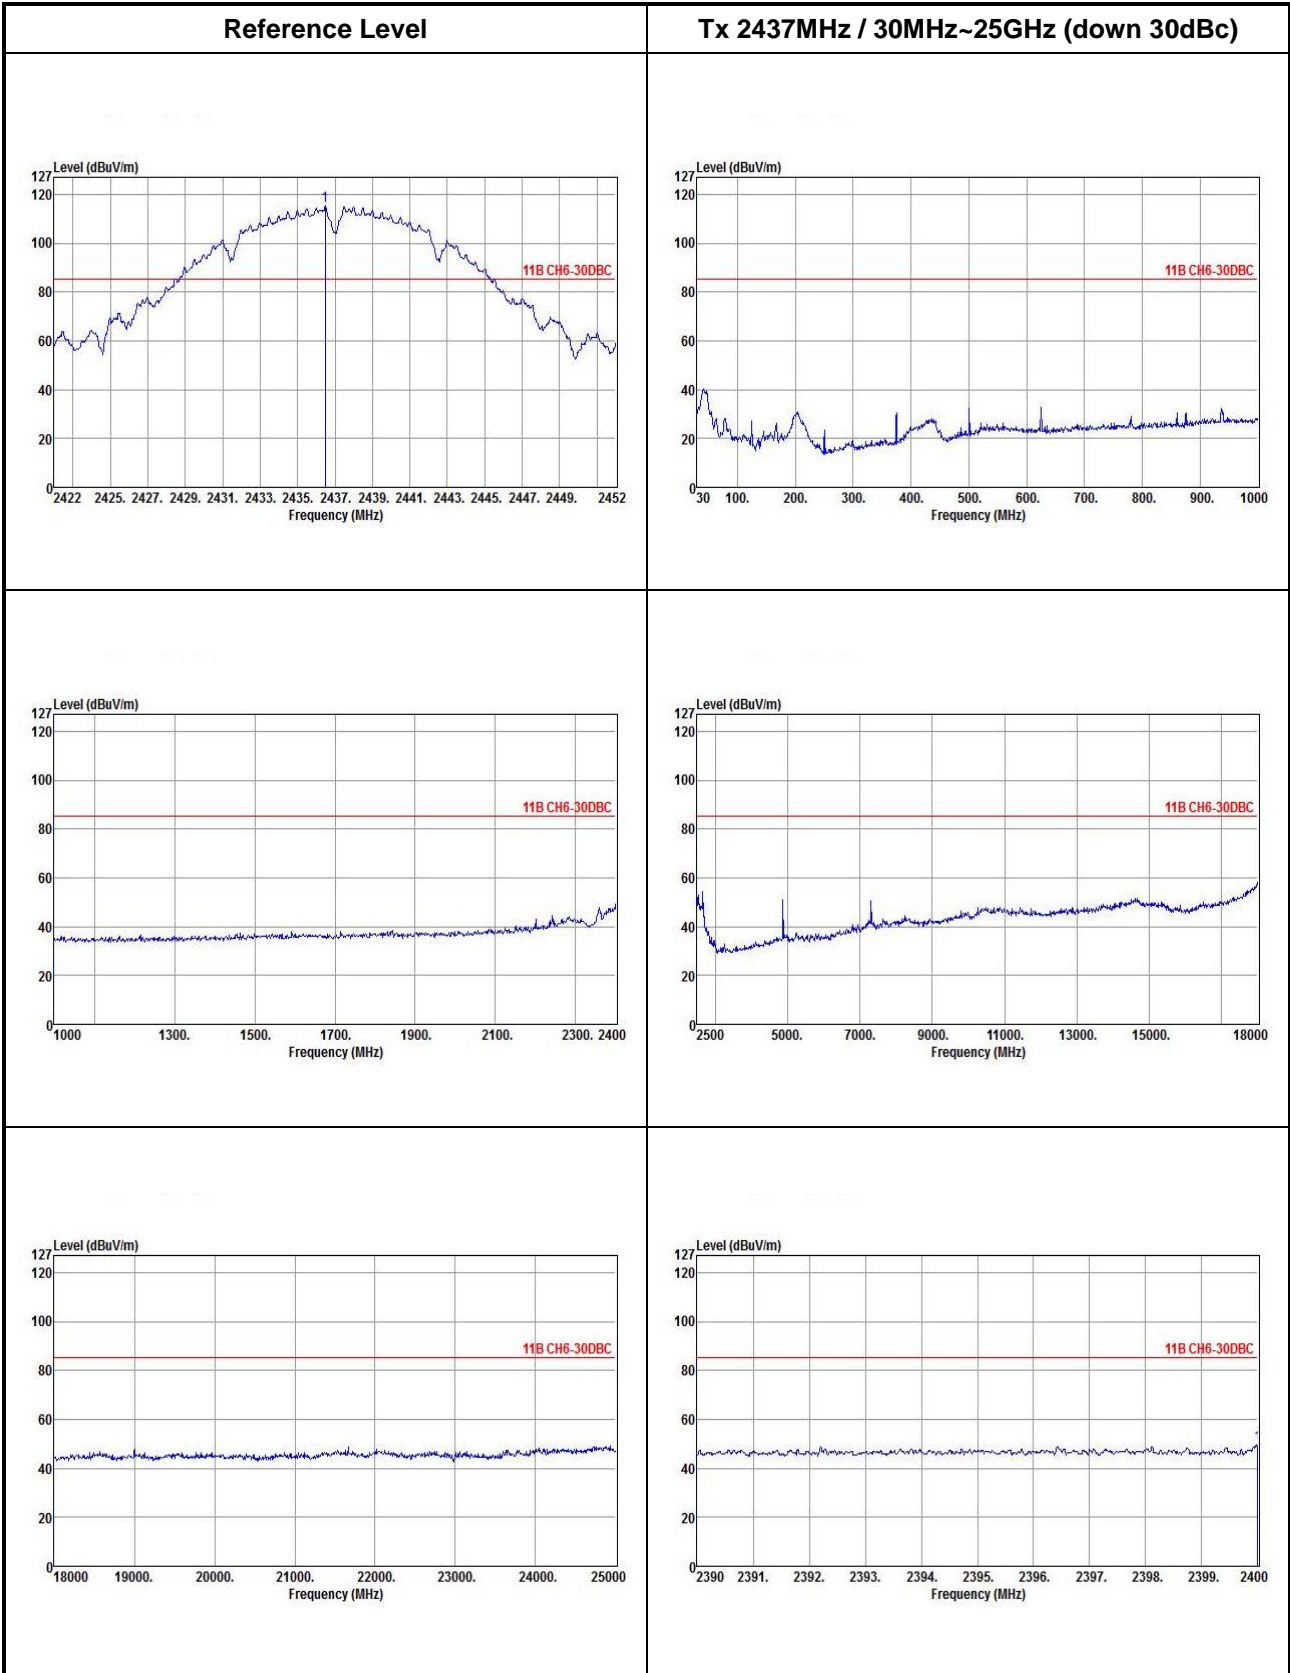 Reference Level
Tx 2437MHz / 30MHz~25GHz (down 30dBc)
Level (dBuV/m)
127
120
100
80
60
40
20
0
11B CH6-30DBC
1
2422 2425. 2427. 2429. 2431. 2433. 2435. 2437. 2439. 2441. 2443. 2445. 2447. 2449. 2452
Frequency (MHz)
Level (dBuV/m)
127
120
100
80
60
40
20
0
11B CH6-30DBC
30 100. 200. 300. 400. 500. 600. 700. 800. 900. 1000
Frequency (MHz)
Level (dBuV/m)
127
120
100
80
60
40
20
0
11B CH6-30DBC
1000 1300. 1500. 1700. 1900. 2100. 2300. 2400
Frequency (MHz)
Level (dBuV/m)
127
120
100
80
60
40
20
0
11B CH6-30DBC
2500 5000. 7000. 9000. 11000. 13000. 15000. 18000
Frequency (MHz)
Level (dBuV/m)
127
120
100
80
60
40
20
0
11B CH6-30DBC
18000 19000. 20000. 21000. 22000. 23000. 24000. 25000
Frequency (MHz)
Level (dBuV/m)
127
120
100
80
60
40
20
0
11B CH6-30DBC
2390 2391. 2392. 2393. 2394. 2395. 2396. 2397. 2398. 2399. 2400
Frequency (MHz)